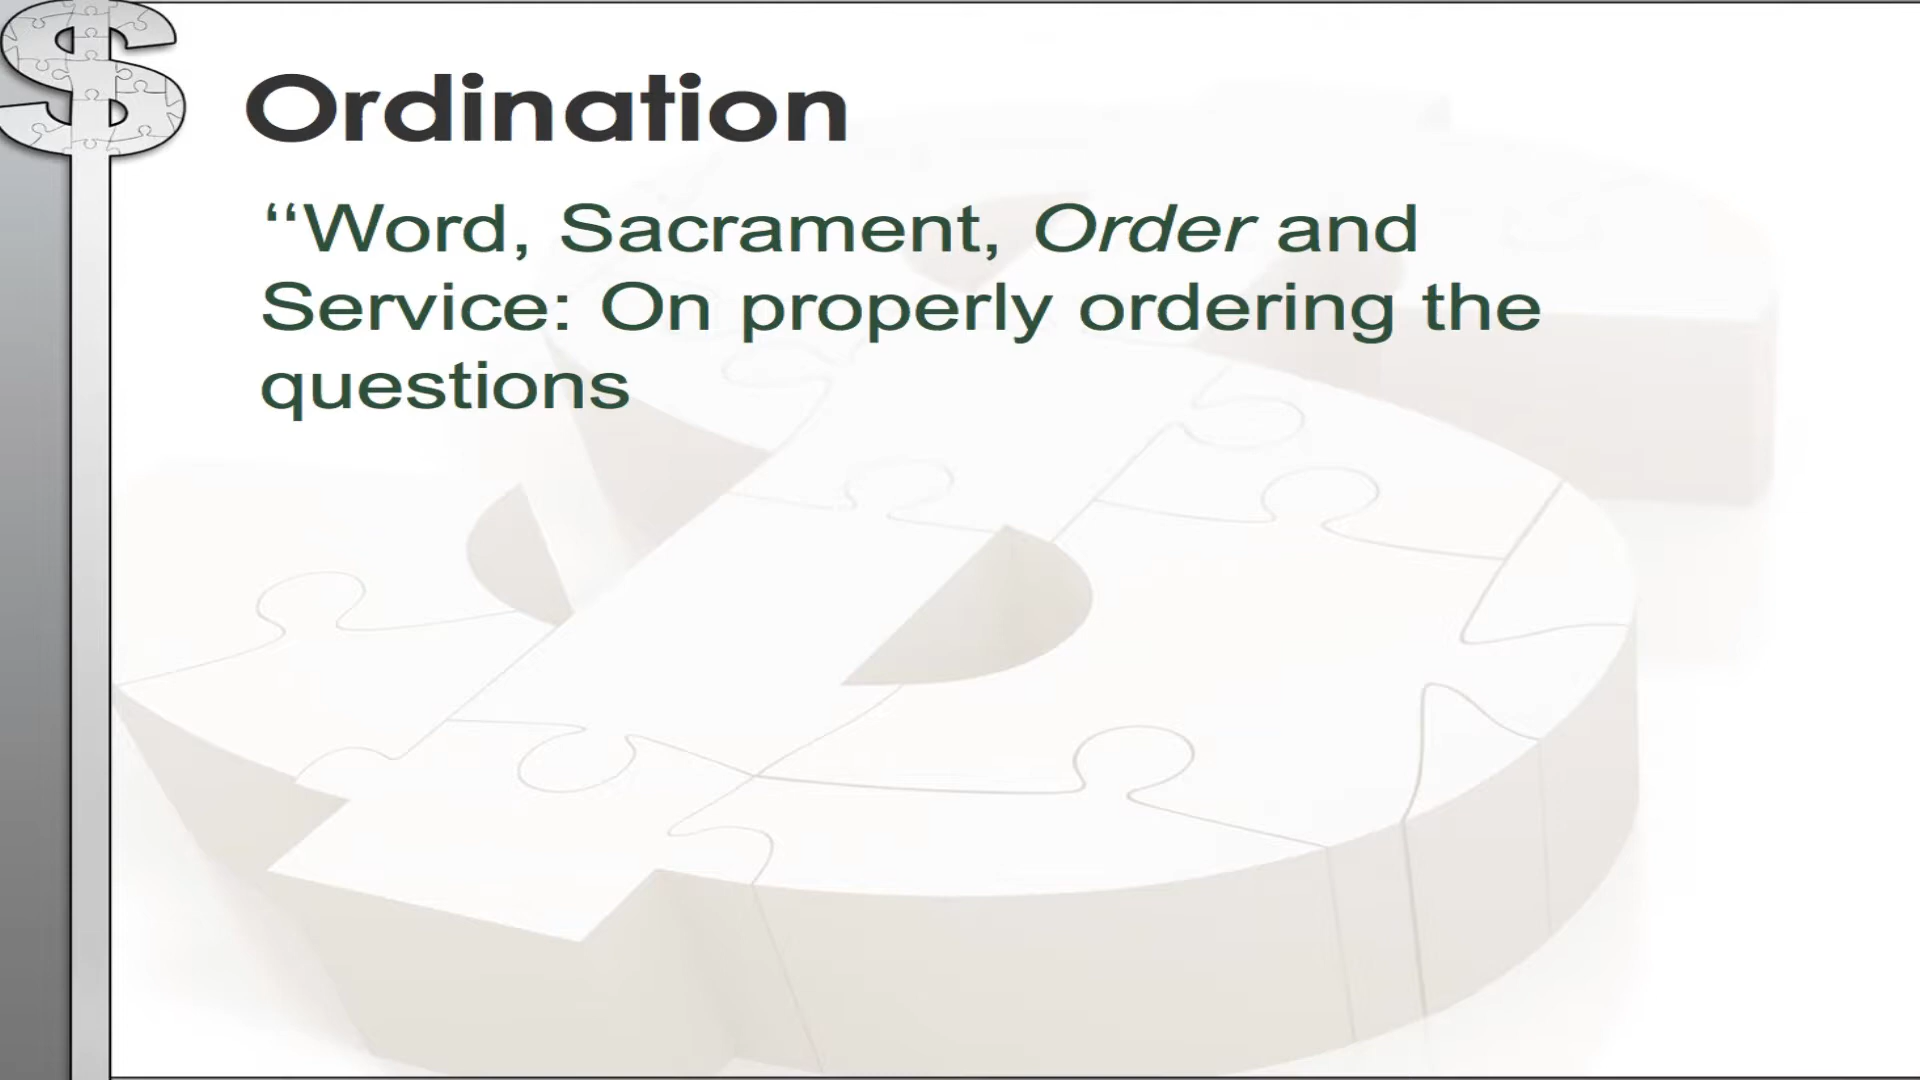 Ordination
‘‘Word, Sacrament, Order and
Service: On properly ordering the
questions